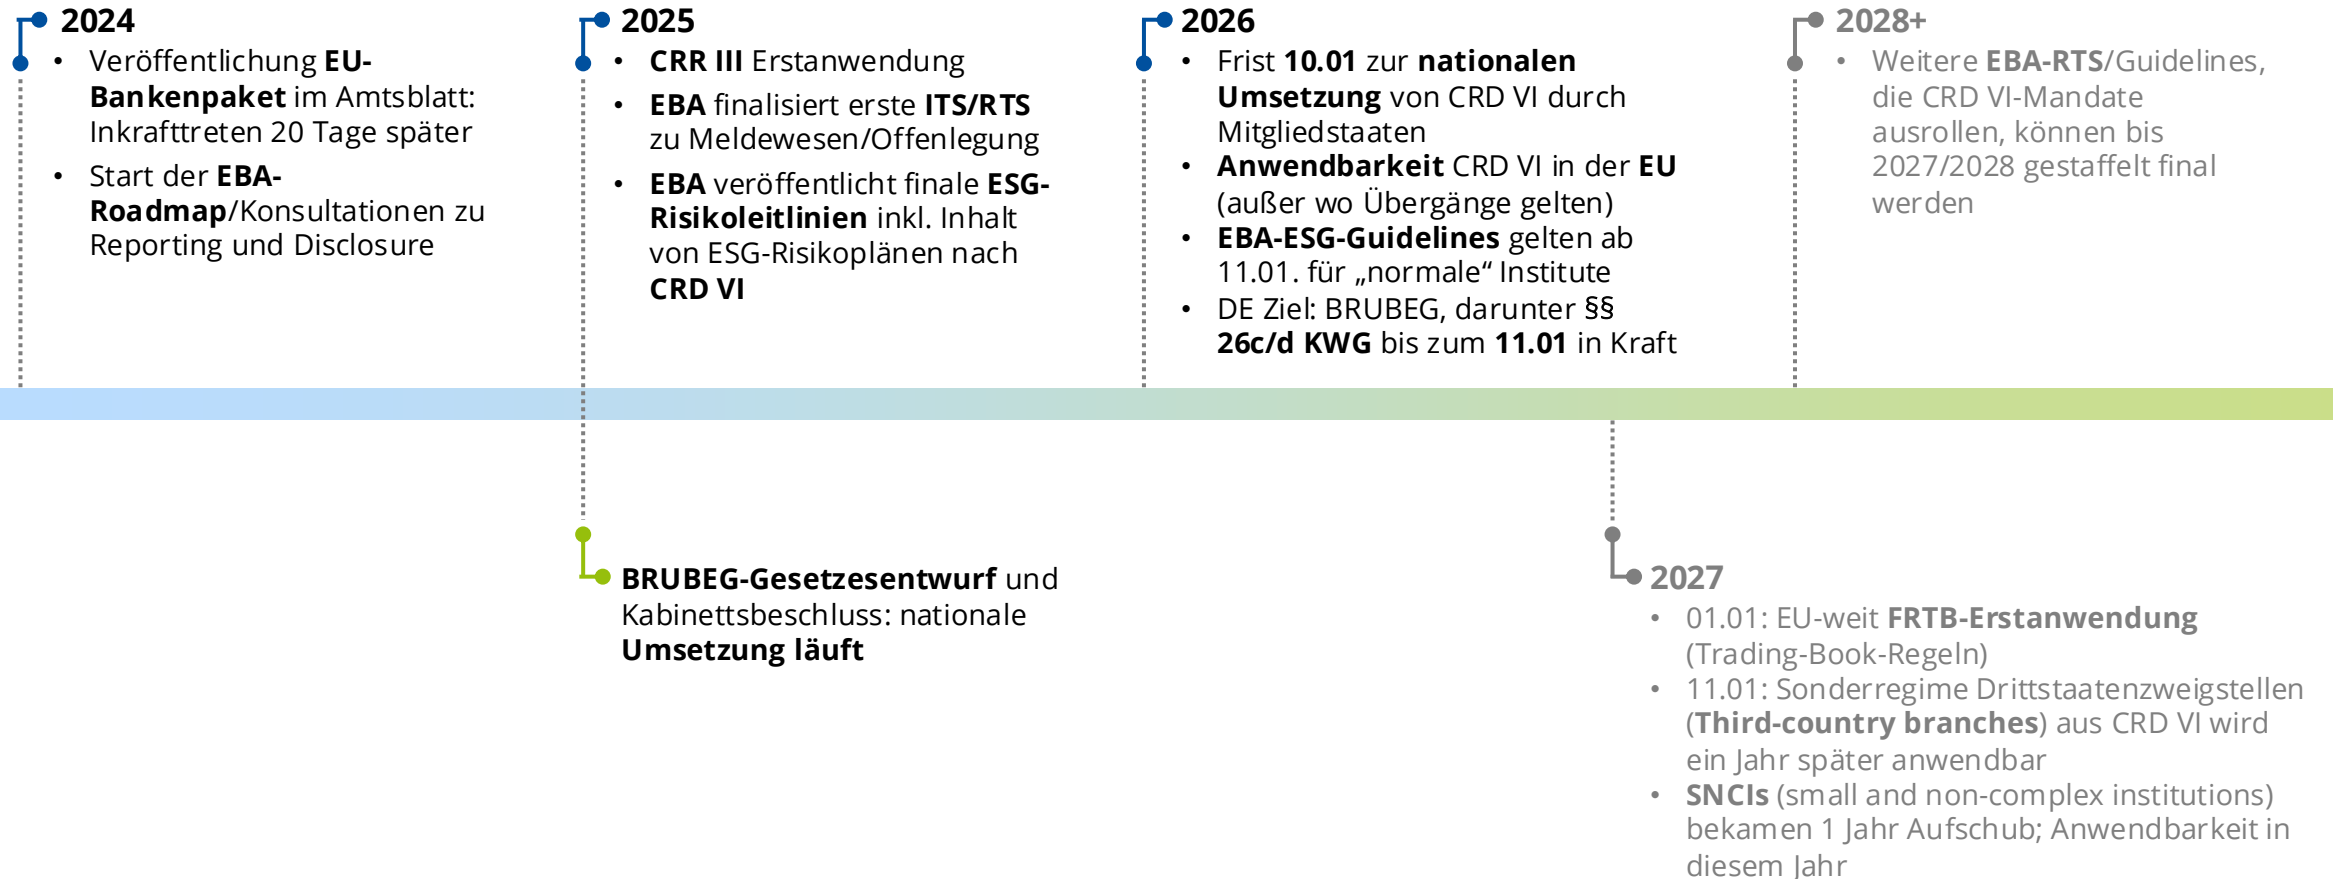 2024
• Veröffentlichung EU-
Bankenpaket im Amtsblatt:
Inkrafttreten 20 Tage später
• Start der EBA-
Roadmap/Konsultationen zu
Reporting und Disclosure
2025
• CRR III Erstanwendung
• EBA finalisiert erste ITS/RTS
zu Meldewesen/Offenlegung
• EBA veröffentlicht finale ESG-
Risikoleitlinien inkl. Inhalt
von ESG-Risikoplänen nach
CRD VI
2026
• Frist 10.01 zur nationalen
Umsetzung von CRD VI durch
Mitgliedstaaten
• Anwendbarkeit CRD VI in der EU
(außer wo Übergänge gelten)
• EBA-ESG-Guidelines gelten ab
11.01. für „normale“ Institute
• DE Ziel: BRUBEG, darunter §§
26c/d KWG bis zum 11.01 in Kraft
2028+
• Weitere EBA-RTS/Guidelines,
die CRD VI-Mandate
ausrollen, können bis
2027/2028 gestaffelt final
werden
BRUBEG-Gesetzesentwurf und
Kabinettsbeschluss: nationale
Umsetzung läuft
2027
• 01.01: EU-weit FRTB-Erstanwendung
(Trading-Book-Regeln)
• 11.01: Sonderregime Drittstaatenzweigstellen
(Third-country branches) aus CRD VI wird
ein Jahr später anwendbar
• SNCIs (small and non-complex institutions)
bekamen 1 Jahr Aufschub; Anwendbarkeit in
diesem Jahr